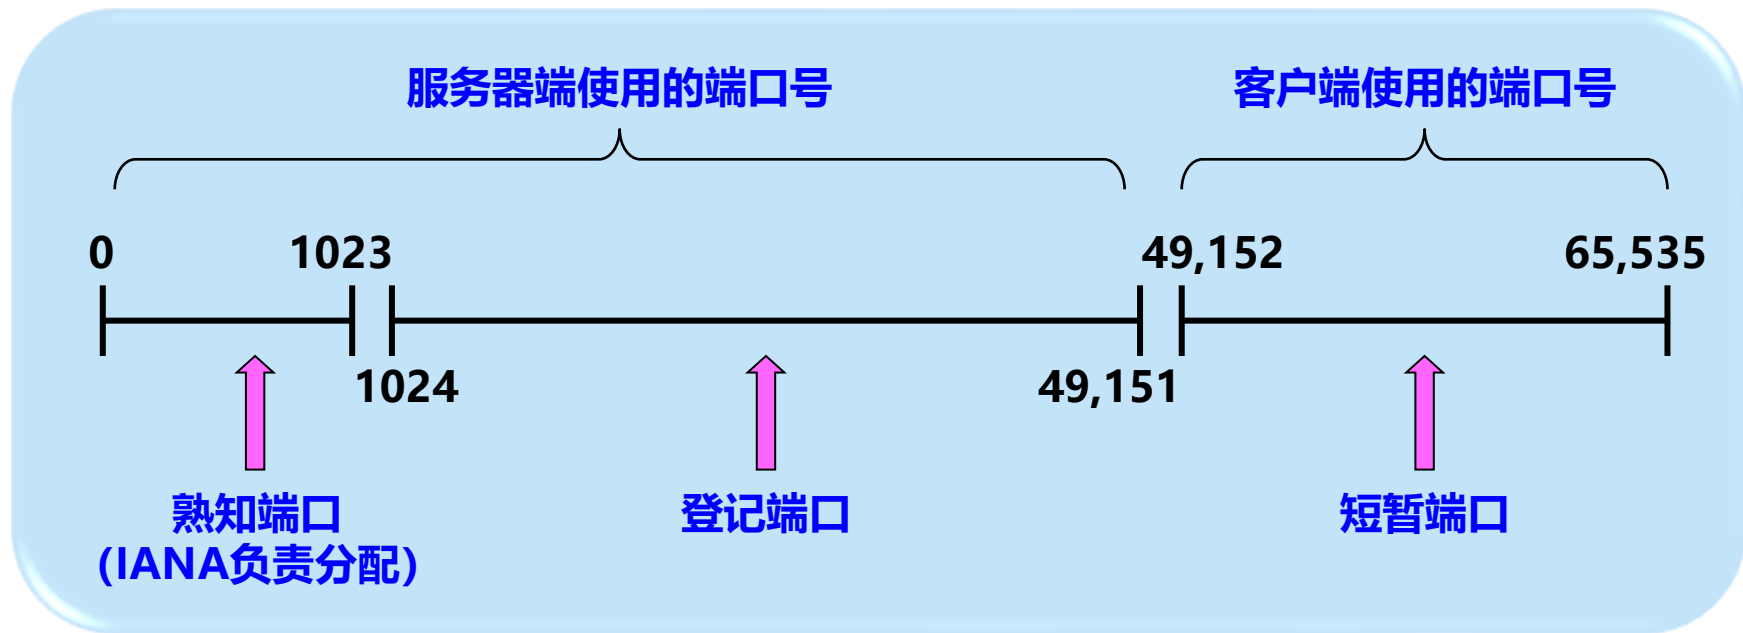 服务器端使用的端口号
客户端使用的端口号
0
1023
49,152
65,535
1024
49,151
熟知端口
(IANA负责分配)
登记端口
短暂端口